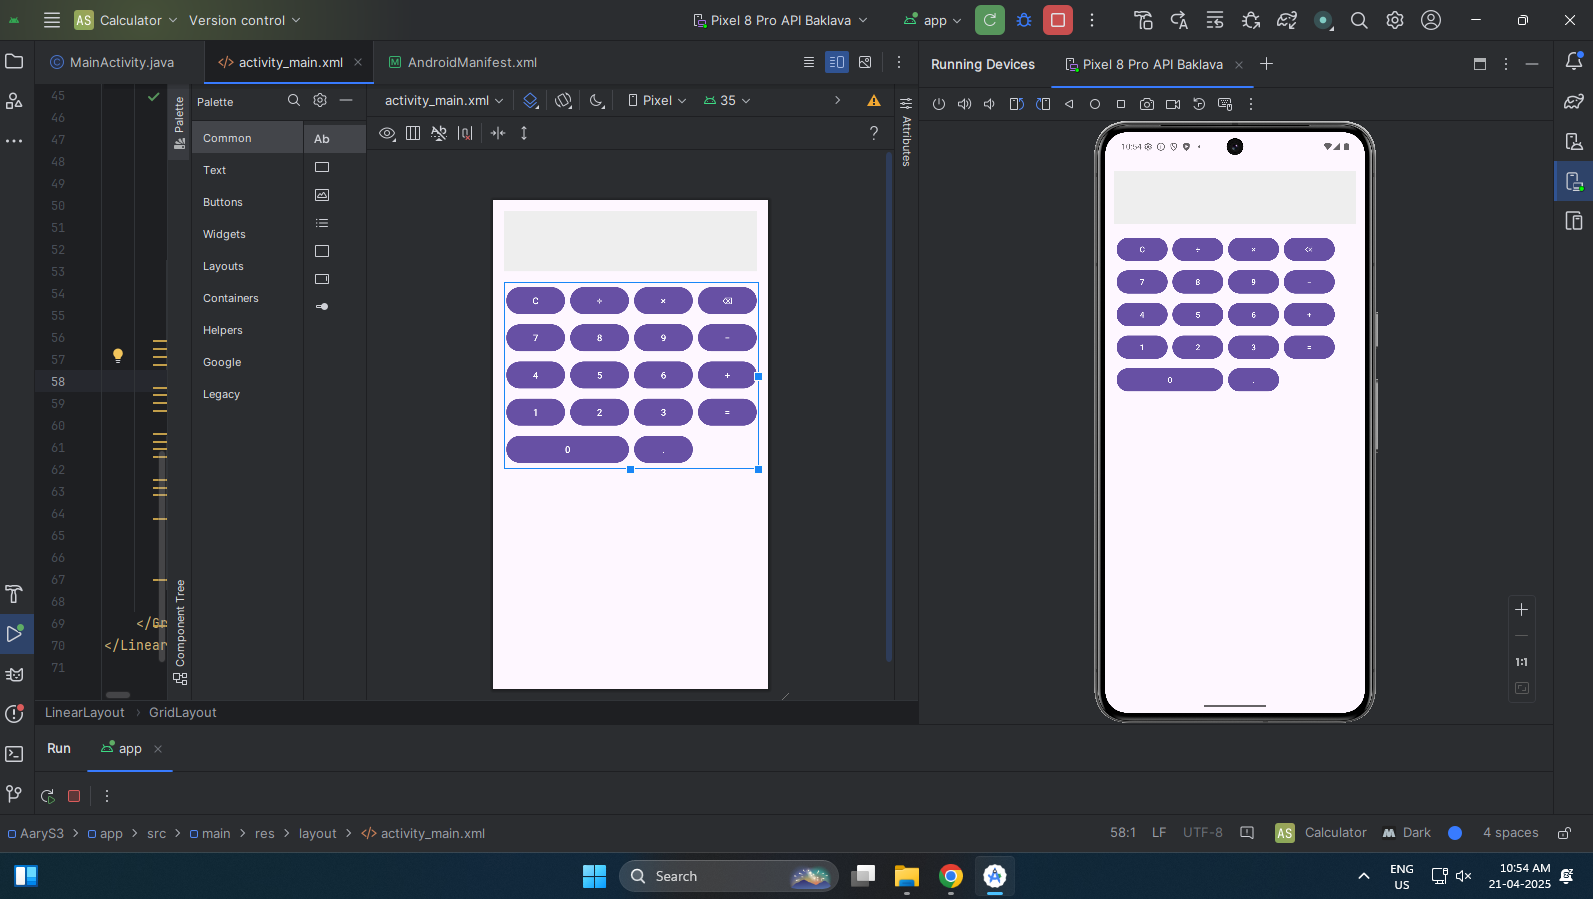 AS Calculator Version control Pixel 8 Pro API Baklava app
MainActivity.java activity_main.xml AndroidManifest.xml Running Devices Pixel 8 Pro API Baklava
Palette activity_main.xml Pixel 35
Palette
Attributes
Component Tree
Common Ab
Text
Buttons
Widgets
Layouts
Containers
Helpers
Google
Legacy
45
46
47
48
49
50
51
52
53
54
55
56
57
58
59
60
61
62
63
64
65
66
67
68
69 </Gr
70 </Linear
71
C ÷ × ⌫
7 8 9 −
4 5 6 +
1 2 3 =
0 .
10:54
C ÷ × ⌫
7 8 9 −
4 5 6 +
1 2 3 =
0 .
1:1
LinearLayout GridLayout
Run app
AaryS3 app src main res layout activity_main.xml 58:1 LF UTF-8 AS Calculator Dark 4 spaces
Search
ENG
US
10:54 AM
21-04-2025